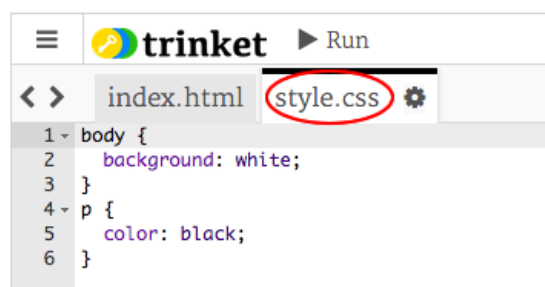 trinket Run
index.html style.css
1 body {
2 background: white;
3 }
4 p {
5 color: black;
6 }